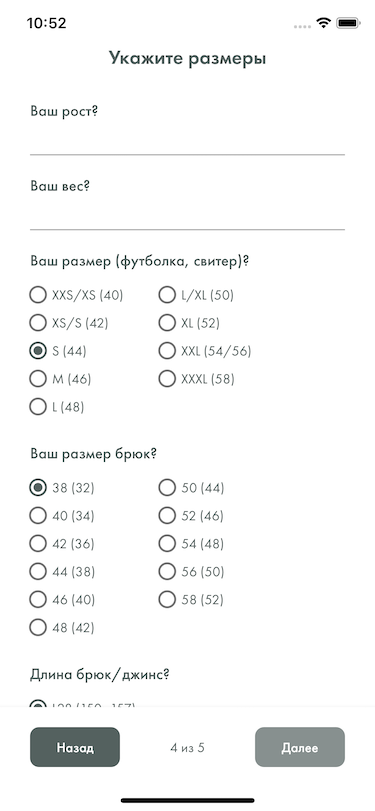 10:52
Укажите размеры
Ваш рост?
Ваш вес?
Ваш размер (футболка, свитер)?
XXS/XS (40)
XS/S (42)
S (44)
M (46)
L (48)
L/XL (50)
XL (52)
XXL (54/56)
XXXL (58)
Ваш размер брюк?
38 (32)
40 (34)
42 (36)
44 (38)
46 (40)
48 (42)
50 (44)
52 (46)
54 (48)
56 (50)
58 (52)
Длина брюк/джинс?
Назад
4 из 5
Далее